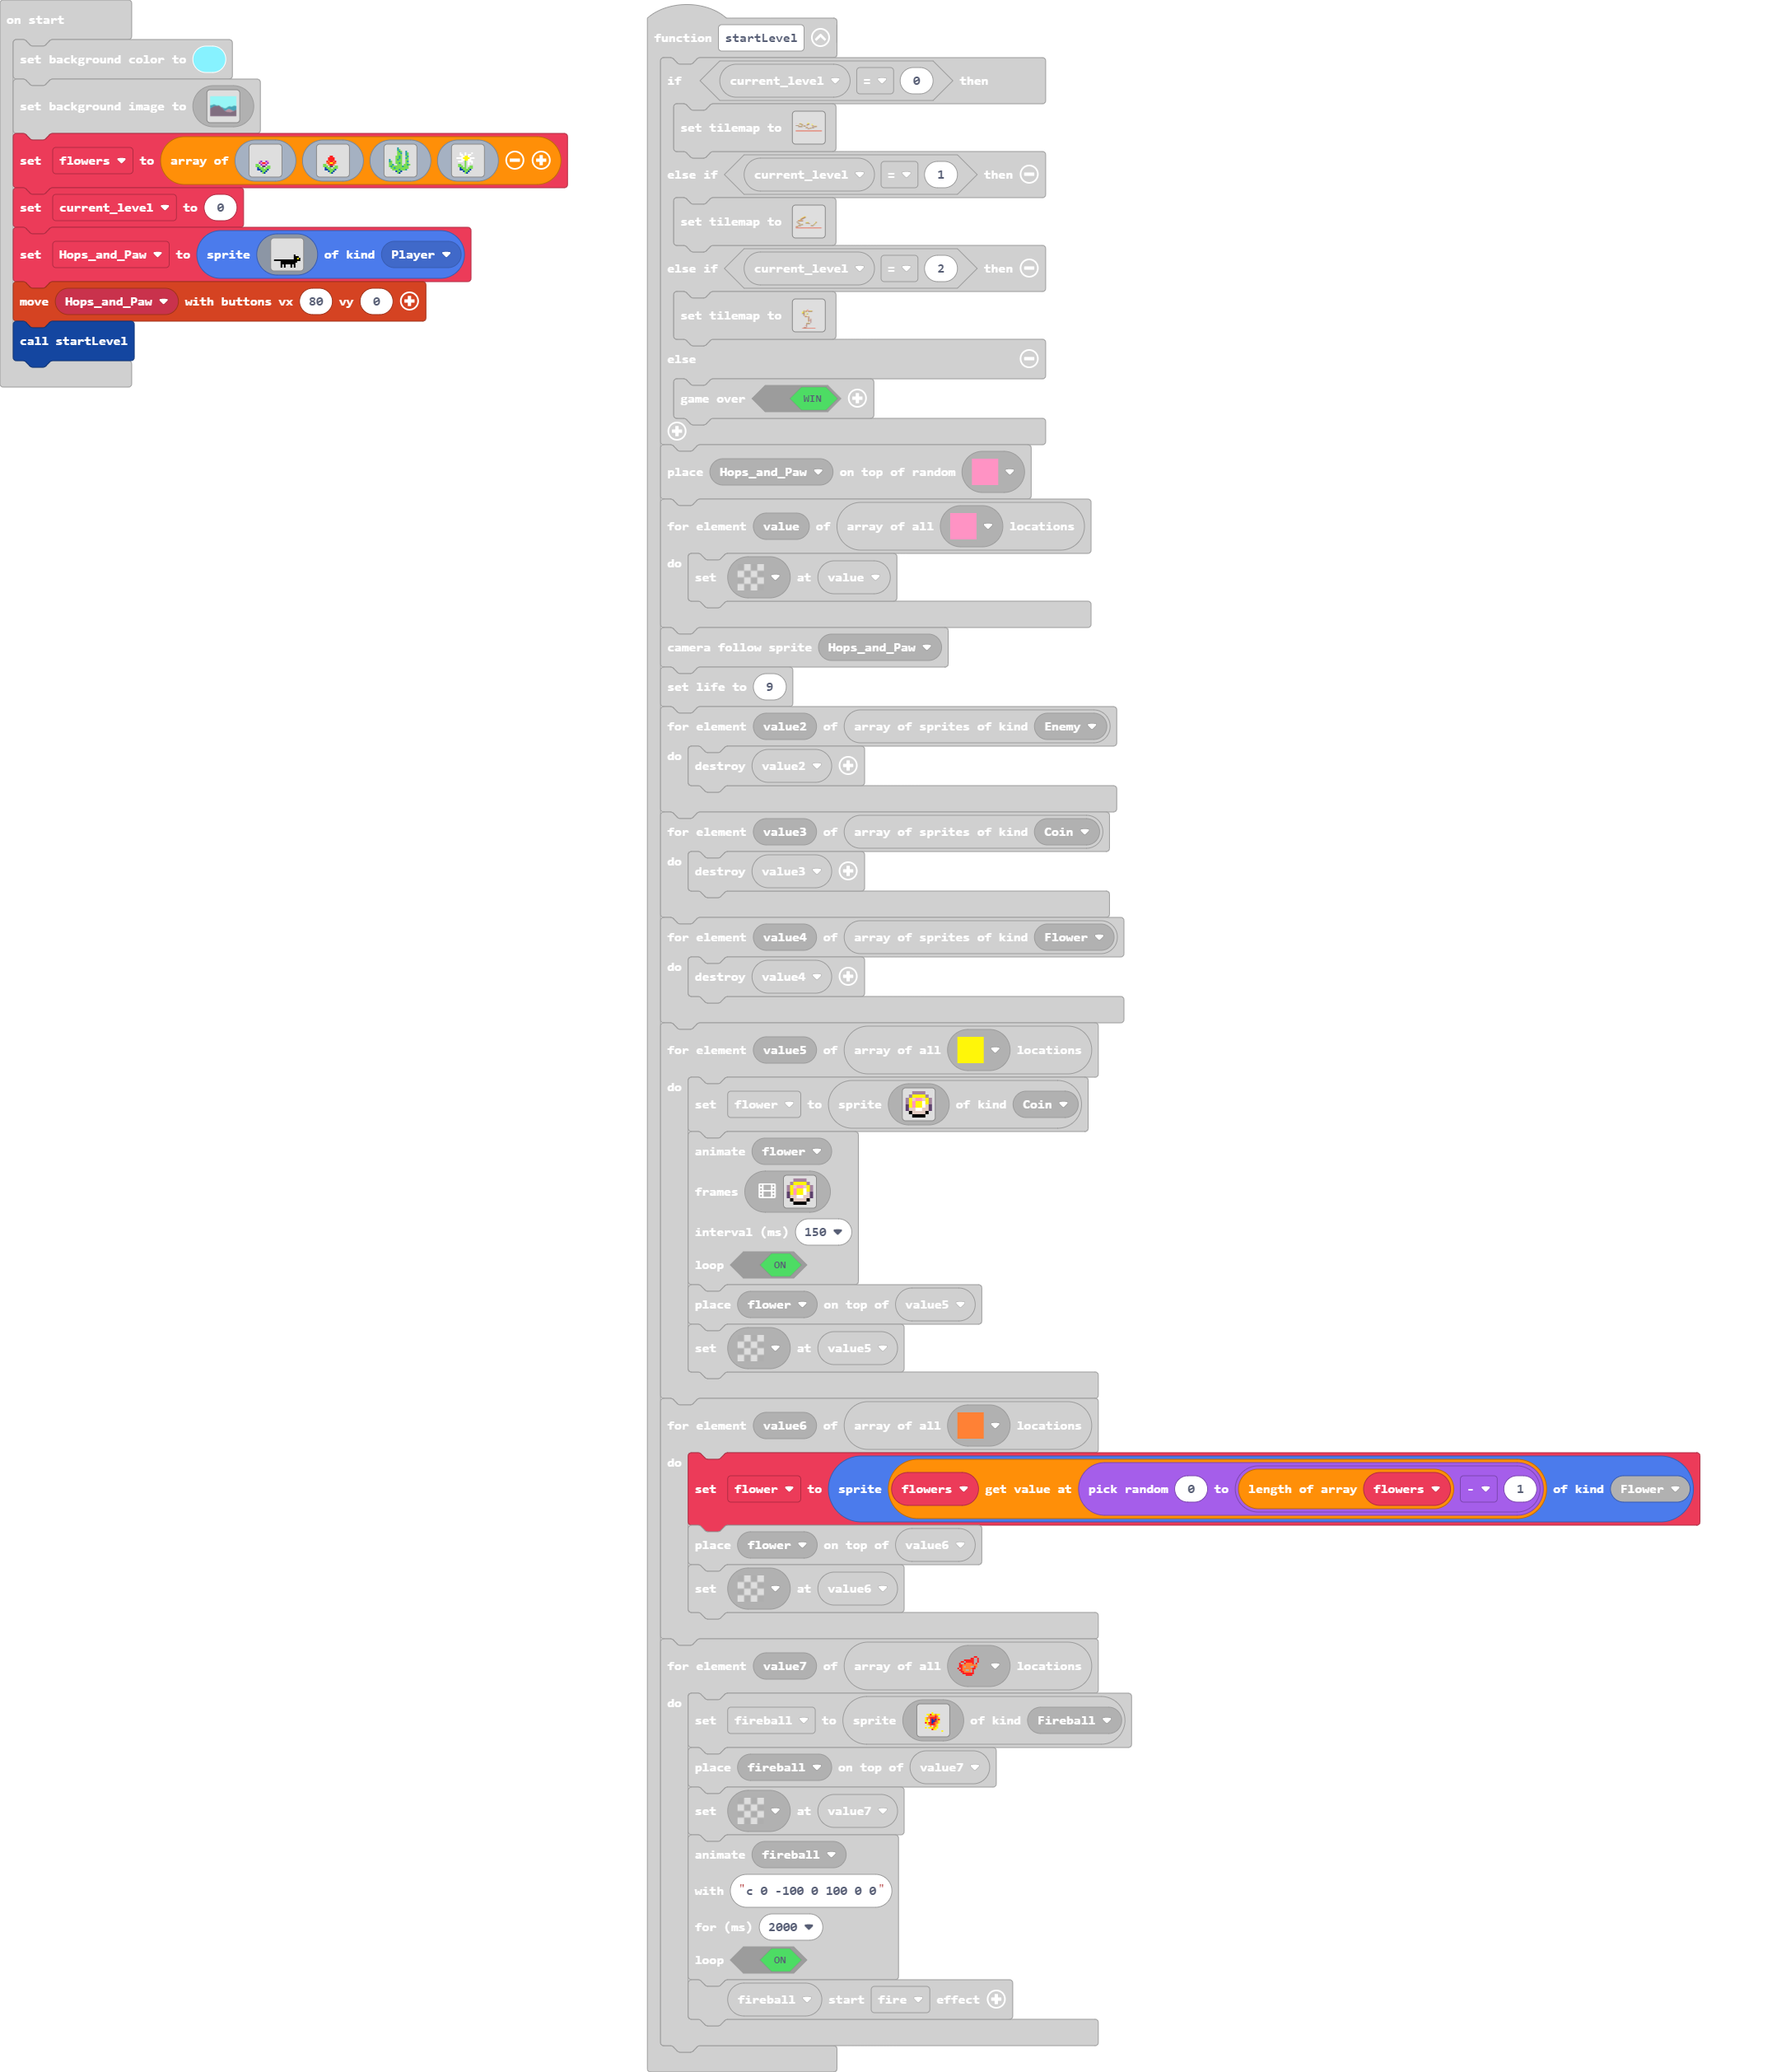 on start
set background color to
set background image to
set flowers to array of
set current_level to 0
set Hops_and_Paw to sprite of kind Player
move Hops_and_Paw with buttons vx 80 vy 0
call startLevel
function startLevel
if current_level = 0 then
set tilemap to
else if current_level = 1 then
set tilemap to
else if current_level = 2 then
set tilemap to
else
game over WIN
place Hops_and_Paw on top of random
for element value of array of all locations
do set at value
camera follow sprite Hops_and_Paw
set life to 9
for element value2 of array of sprites of kind Enemy
do destroy value2
for element value3 of array of sprites of kind Coin
do destroy value3
for element value4 of array of sprites of kind Flower
do destroy value4
for element value5 of array of all locations
do set flower to sprite of kind Coin
animate flower
frames
interval (ms) 150
loop ON
place flower on top of value5
set at value5
for element value6 of array of all locations
do set flower to sprite flowers get value at pick random 0 to length of array flowers - 1 of kind Flower
place flower on top of value6
set at value6
for element value7 of array of all locations
do set fireball to sprite of kind Fireball
place fireball on top of value7
set at value7
animate fireball
with "c 0 -100 0 100 0 0"
for (ms) 2000
loop ON
fireball start fire effect